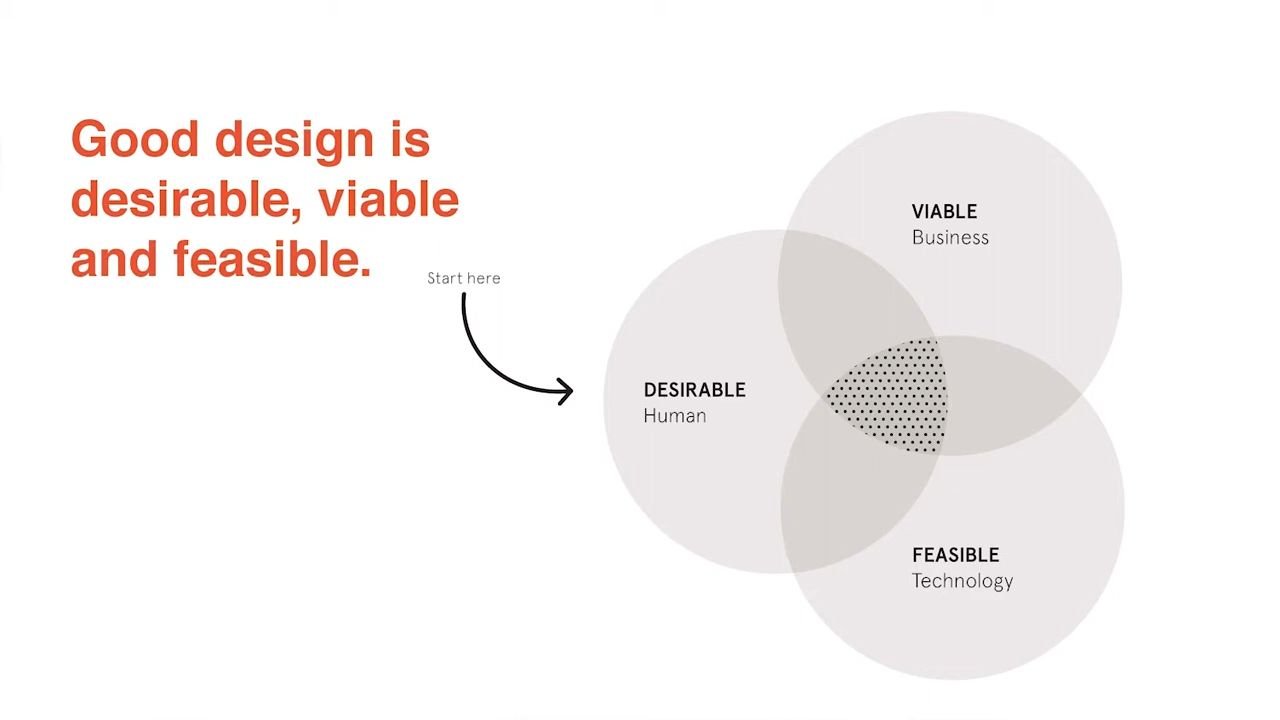 Good design is
desirable, viable
and feasible.
Start here
VIABLE
Business
DESIRABLE
Human
FEASIBLE
Technology